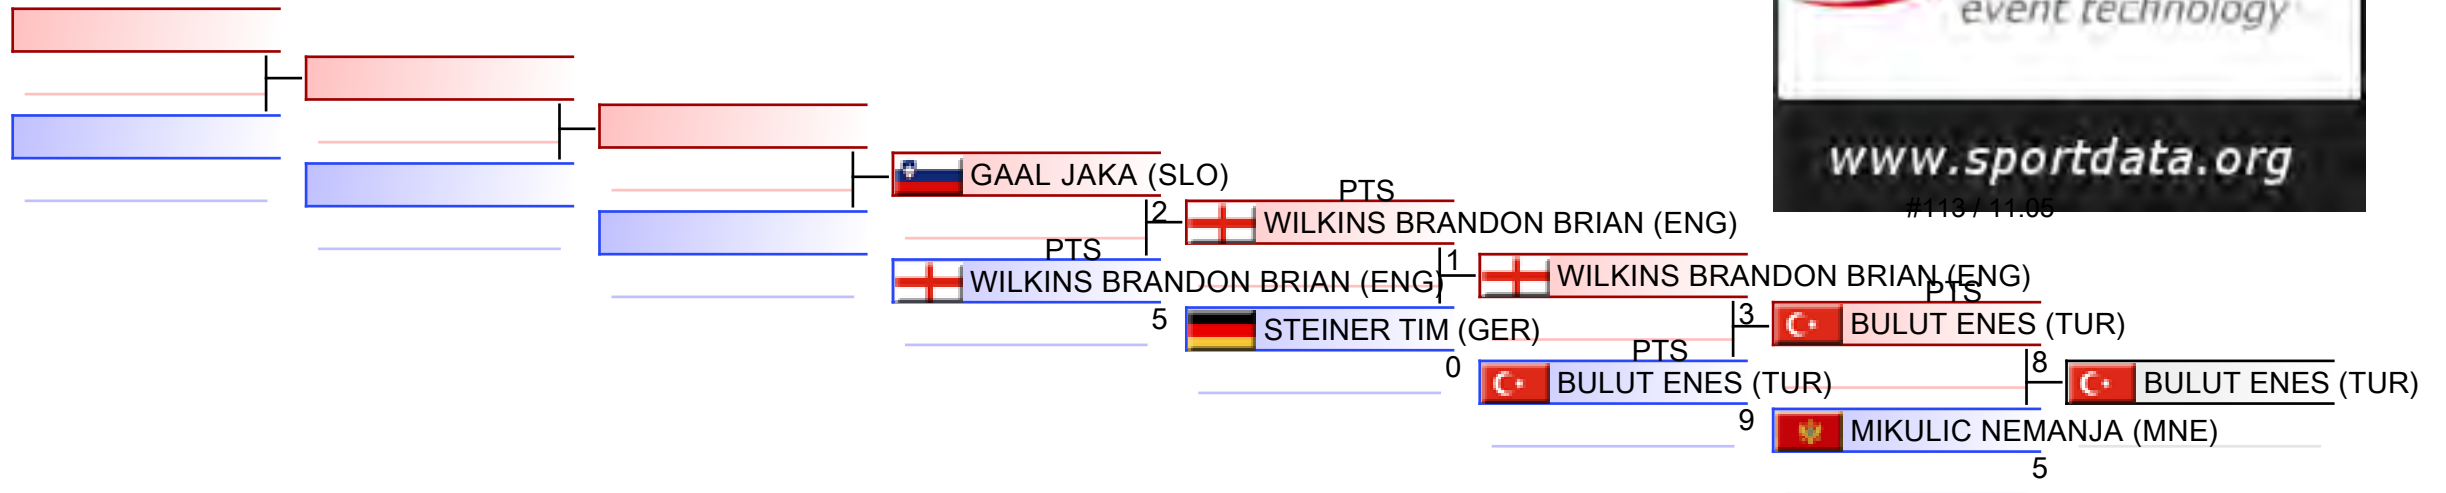 event technology
www.sportdata.org
#113 / 11.05
GAAL JAKA (SLO)
2
PTS
WILKINS BRANDON BRIAN (ENG)
5
PTS
WILKINS BRANDON BRIAN (ENG)
1
STEINER TIM (GER)
0
WILKINS BRANDON BRIAN (ENG)
3
PTS
BULUT ENES (TUR)
9
PTS
BULUT ENES (TUR)
8
MIKULIC NEMANJA (MNE)
5
BULUT ENES (TUR)